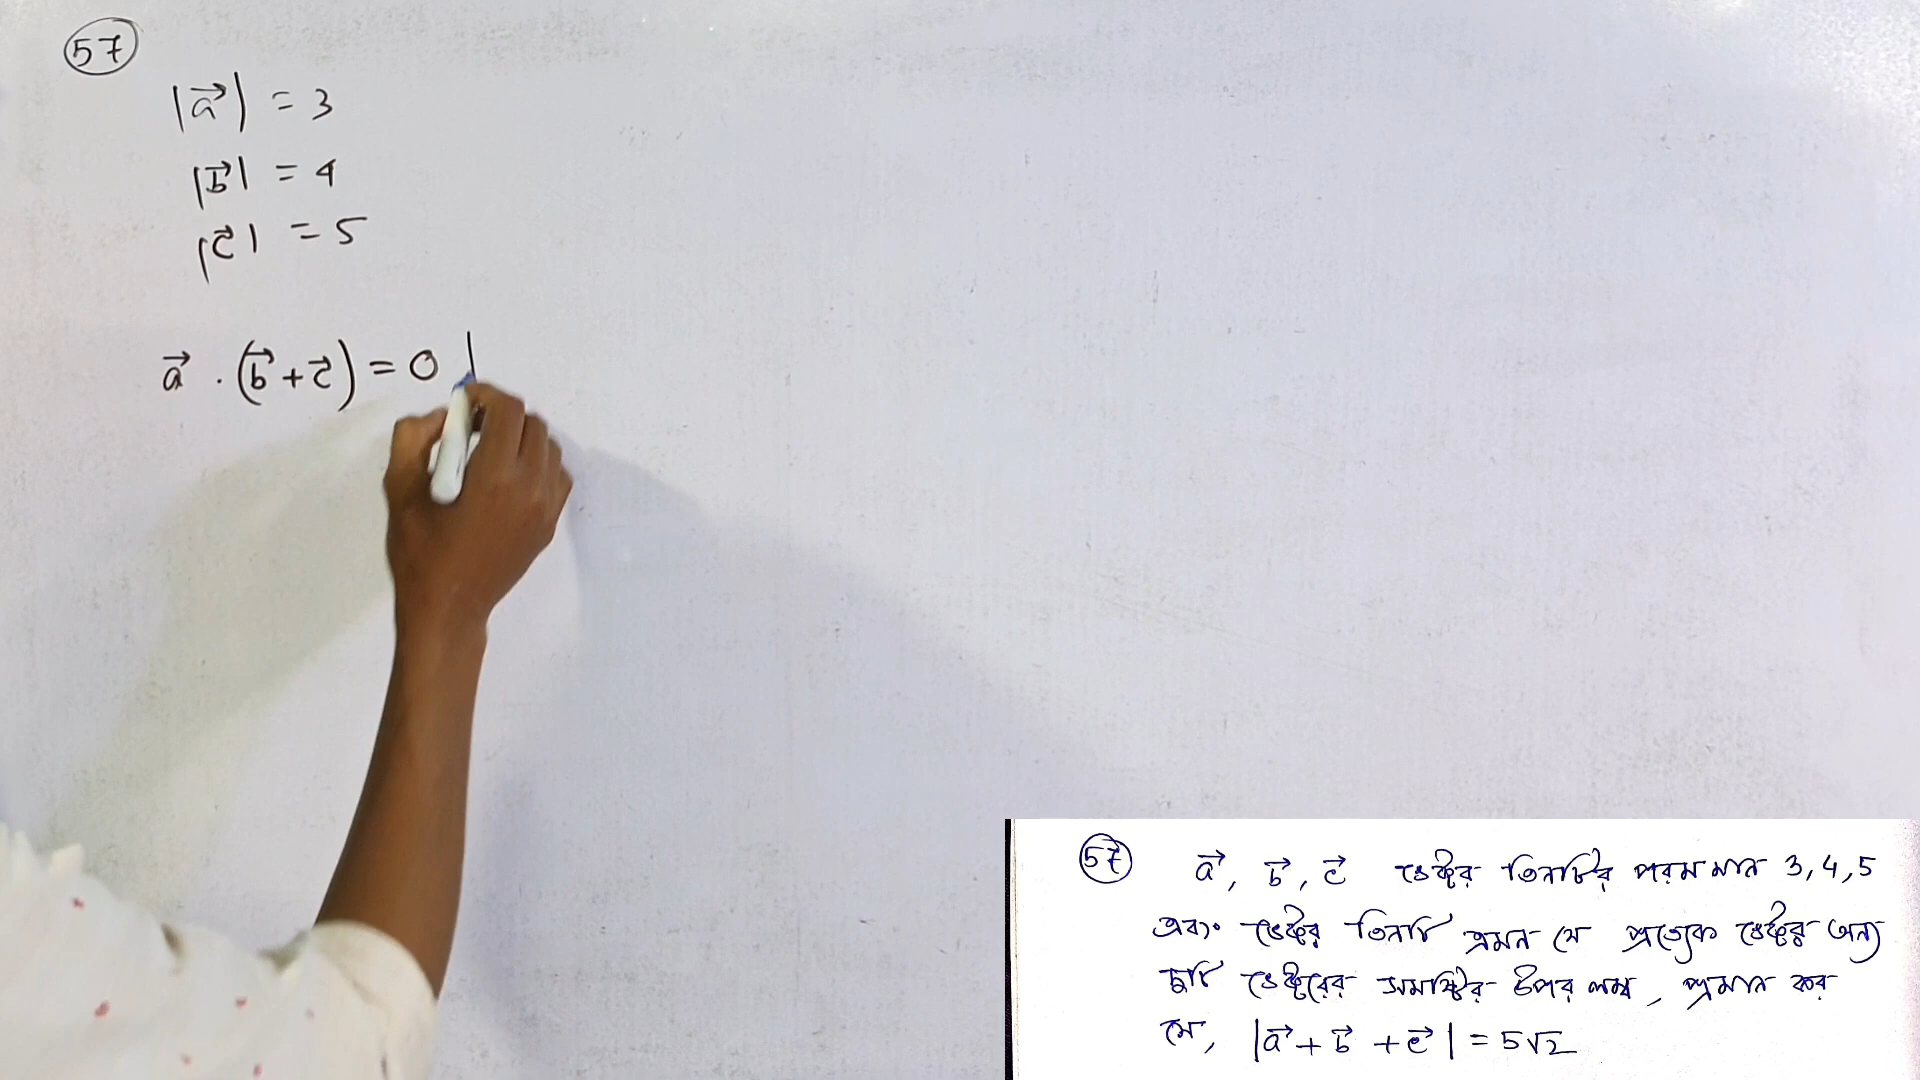 57
|a⃗| = 3
|b⃗| = 4
|c⃗| = 5
a⃗ . (b⃗ + c⃗) = 0 |
57 a⃗, b⃗, c⃗ ভেক্টর তিনটির পরম মান 3, 4, 5
এবং ভেক্টর তিনটি এমন যে প্রত্যেক ভেক্টর অন্য
দুটি ভেক্টরের সমষ্টির উপর লম্ব, প্রমান কর
যে, |a⃗ + b⃗ + c⃗| = 5√2